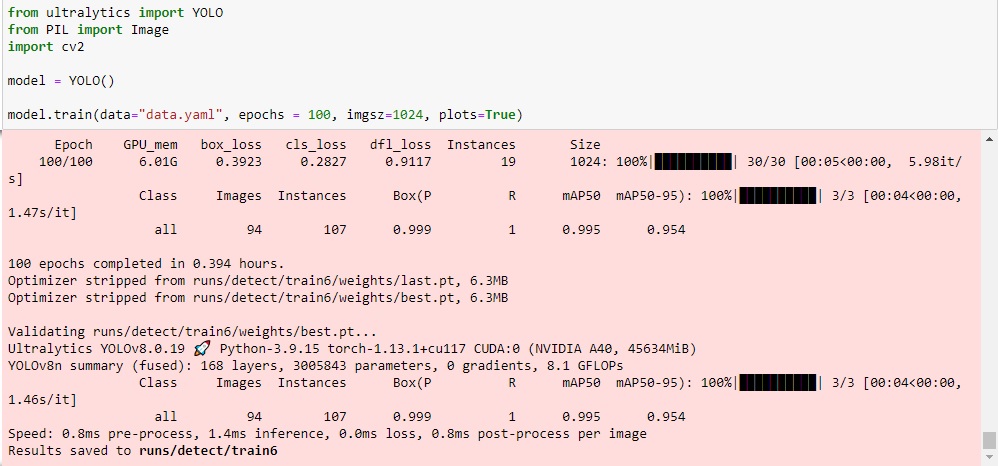 from ultralytics import YOLO
from PIL import Image
import cv2
model = YOLO()
model.train(data="data.yaml", epochs = 100, imgsz=1024, plots=True)
Epoch GPU_mem box_loss cls_loss dfl_loss Instances Size
100/100 6.01G 0.3923 0.2827 0.9117 19 1024: 100%|██████████| 30/30 [00:05<00:00, 5.98it/
s]
Class Images Instances Box(P R mAP50 mAP50-95): 100%|██████████| 3/3 [00:04<00:00,
1.47s/it]
all 94 107 0.999 1 0.995 0.954
100 epochs completed in 0.394 hours.
Optimizer stripped from runs/detect/train6/weights/last.pt, 6.3MB
Optimizer stripped from runs/detect/train6/weights/best.pt, 6.3MB
Validating runs/detect/train6/weights/best.pt...
Ultralytics YOLOv8.0.19 🚀 Python-3.9.15 torch-1.13.1+cu117 CUDA:0 (NVIDIA A40, 45634MiB)
YOLOv8n summary (fused): 168 layers, 3005843 parameters, 0 gradients, 8.1 GFLOPs
Class Images Instances Box(P R mAP50 mAP50-95): 100%|██████████| 3/3 [00:04<00:00,
1.46s/it]
all 94 107 0.999 1 0.995 0.954
Speed: 0.8ms pre-process, 1.4ms inference, 0.0ms loss, 0.8ms post-process per image
Results saved to runs/detect/train6